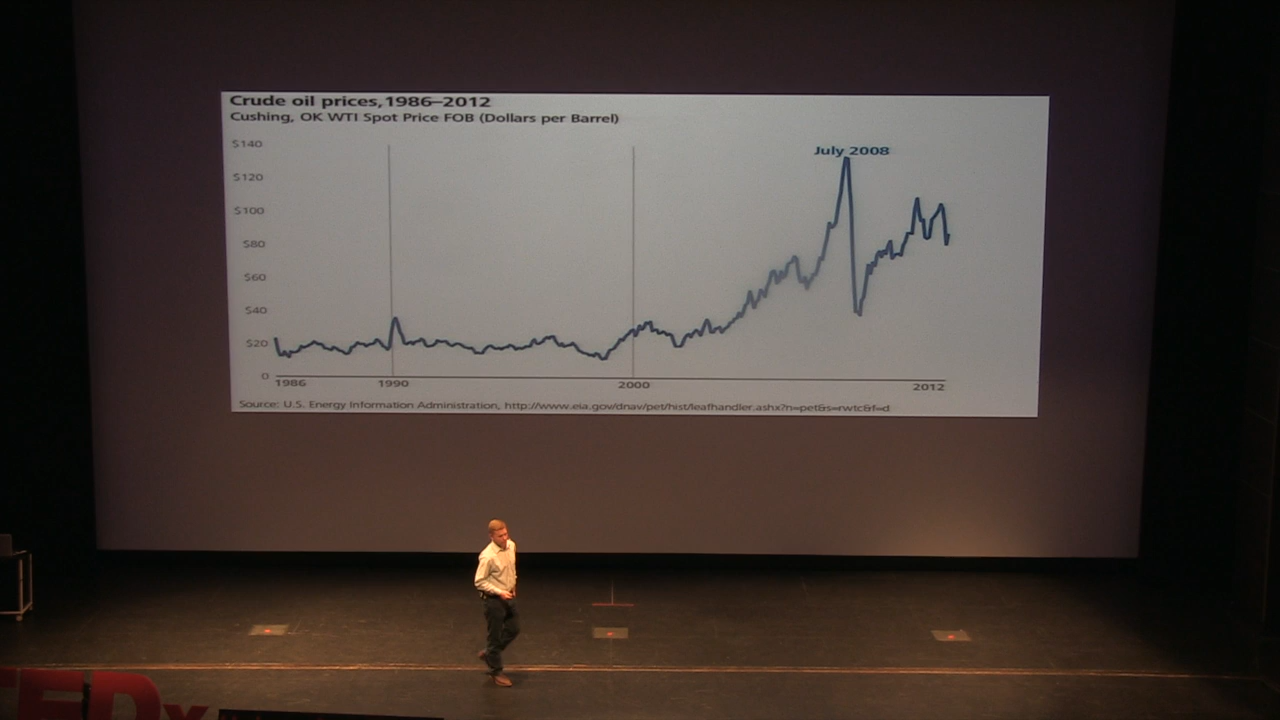 Crude oil prices, 1986–2012
Cushing, OK WTI Spot Price FOB (Dollars per Barrel)
$140
July 2008
$120
$100
$80
$60
$40
$20
0
1986 1990 2000 2012
Source: U.S. Energy Information Administration, http://www.eia.gov/dnav/pet/hist/leafhandler.ashx?n=pet&s=rwtc&f=d
TEDx